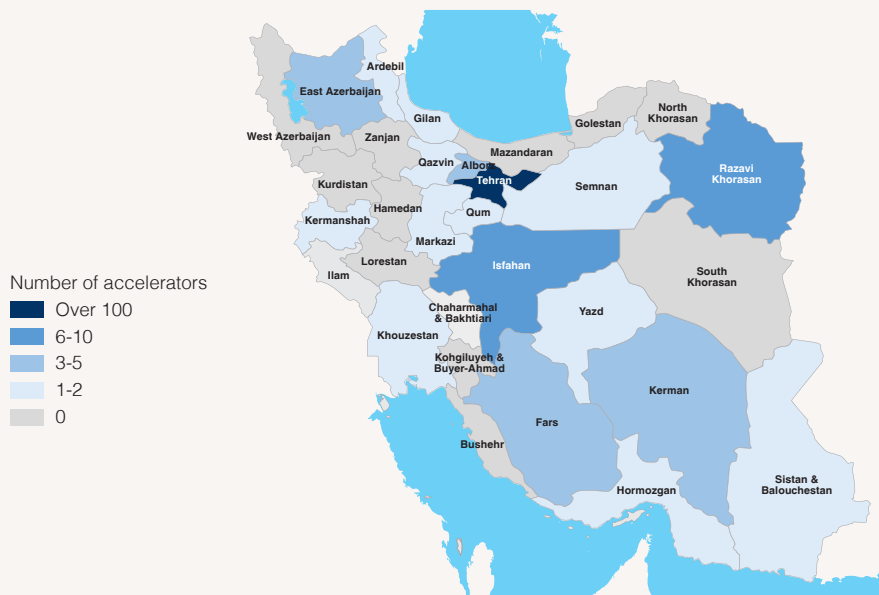 Ardebil
East Azerbaijan
Gilan
West Azerbaijan
Zanjan
Mazandaran
Golestan
North
Khorasan
Qazvin
Alborz
Tehran
Semnan
Razavi
Khorasan
Kurdistan
Hamedan
Qum
Kermanshah
Markazi
Lorestan
Ilam
Isfahan
South
Khorasan
Chaharmahal
& Bakhtiari
Yazd
Khouzestan
Kohgiluyeh &
Buyer-Ahmad
Kerman
Fars
Bushehr
Hormozgan
Sistan &
Balouchestan
Number of accelerators
Over 100
6-10
3-5
1-2
0